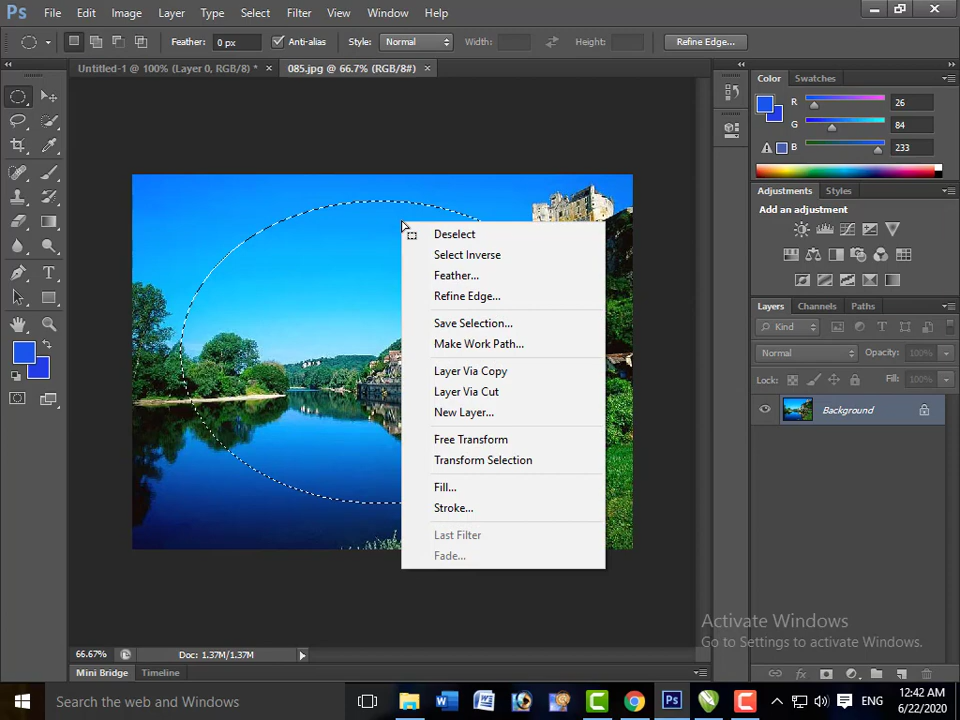 Ps File Edit Image Layer Type Select Filter View Window Help
Feather: 0 px Anti-alias Style: Normal Width: Height: Refine Edge...
Untitled-1 @ 100% (Layer 0, RGB/8) * × 085.jpg @ 66.7% (RGB/8#) ×
Color Swatches
R 26
G 84
B 233
Adjustments Styles
Add an adjustment
Layers Channels Paths
Kind
Normal Opacity: 100%
Lock: Fill: 100%
Background
Deselect
Select Inverse
Feather...
Refine Edge...
Save Selection...
Make Work Path...
Layer Via Copy
Layer Via Cut
New Layer...
Free Transform
Transform Selection
Fill...
Stroke...
Last Filter
Fade...
Activate Windows
Go to Settings to activate Windows.
66.67% Doc: 1.37M/1.37M
Mini Bridge Timeline
Search the web and Windows
ENG
12:42 AM
6/22/2020